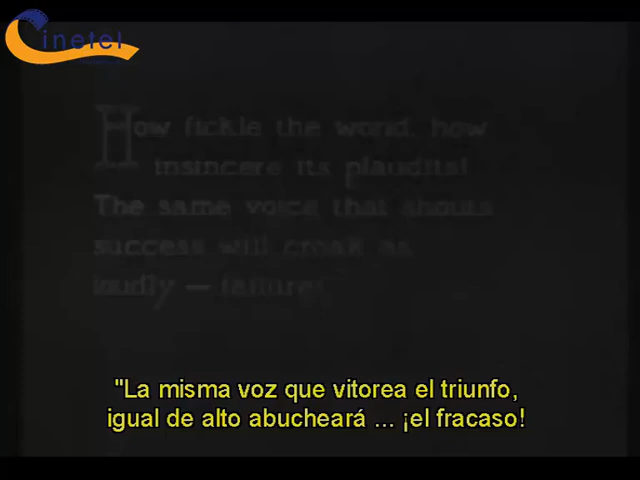 Cinetel
How fickle the world, how
insincere its plaudits!
The same voice that shouts
success will croak as
loudly — failure!
"La misma voz que vitorea el triunfo,
igual de alto abucheará ... ¡el fracaso!